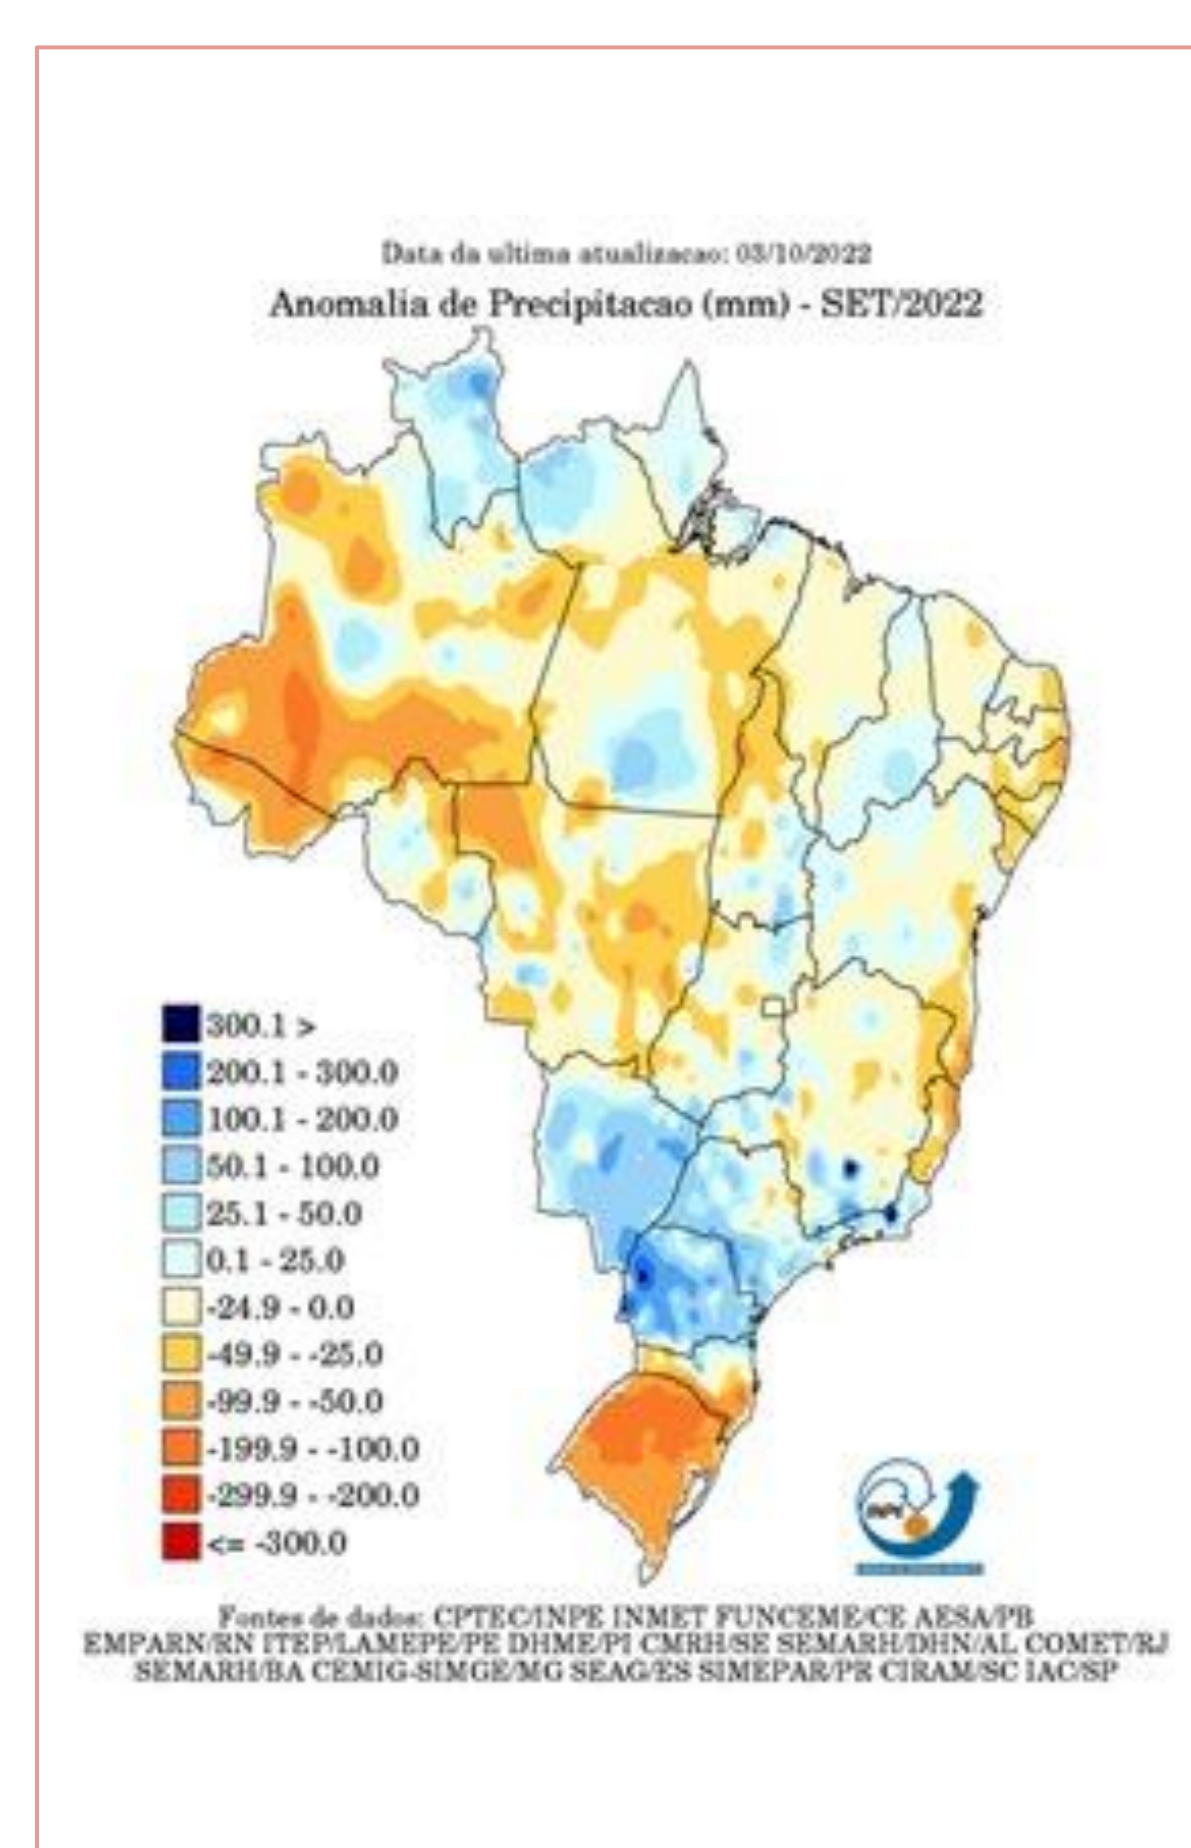 Data da ultima atualizacao: 03/10/2022
Anomalia de Precipitacao (mm) - SET/2022
300.1 >
200.1 - 300.0
100.1 - 200.0
50.1 - 100.0
25.1 - 50.0
0.1 - 25.0
-24.9 - 0.0
-49.9 - -25.0
-99.9 - -50.0
-199.9 - -100.0
-299.9 - -200.0
<= -300.0
INPE
Fontes de dados: CPTEC/INPE INMET FUNCEME/CE AESA/PB
EMPARN/RN ITEP/LAMEPE/PE DHME/PI CMRH/SE SEMARH/DHN/AL COMET/RJ
SEMARH/BA CEMIG-SIMGE/MG SEAG/ES SIMEPAR/PR CIRAM/SC IAC/SP